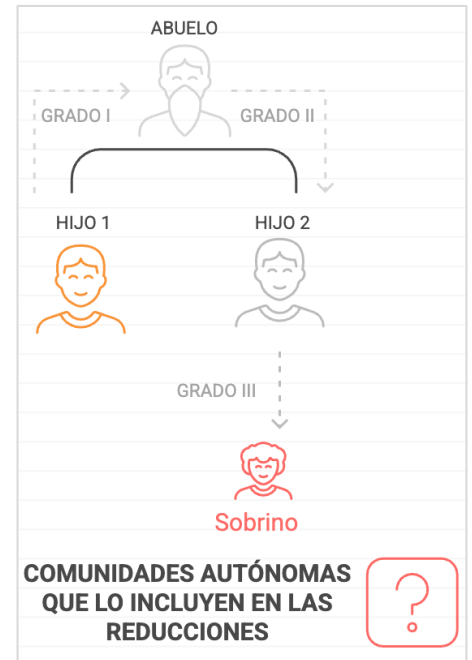 ABUELO
GRADO I
GRADO II
HIJO 1
HIJO 2
GRADO III
Sobrino
COMUNIDADES AUTÓNOMAS
QUE LO INCLUYEN EN LAS
REDUCCIONES
?